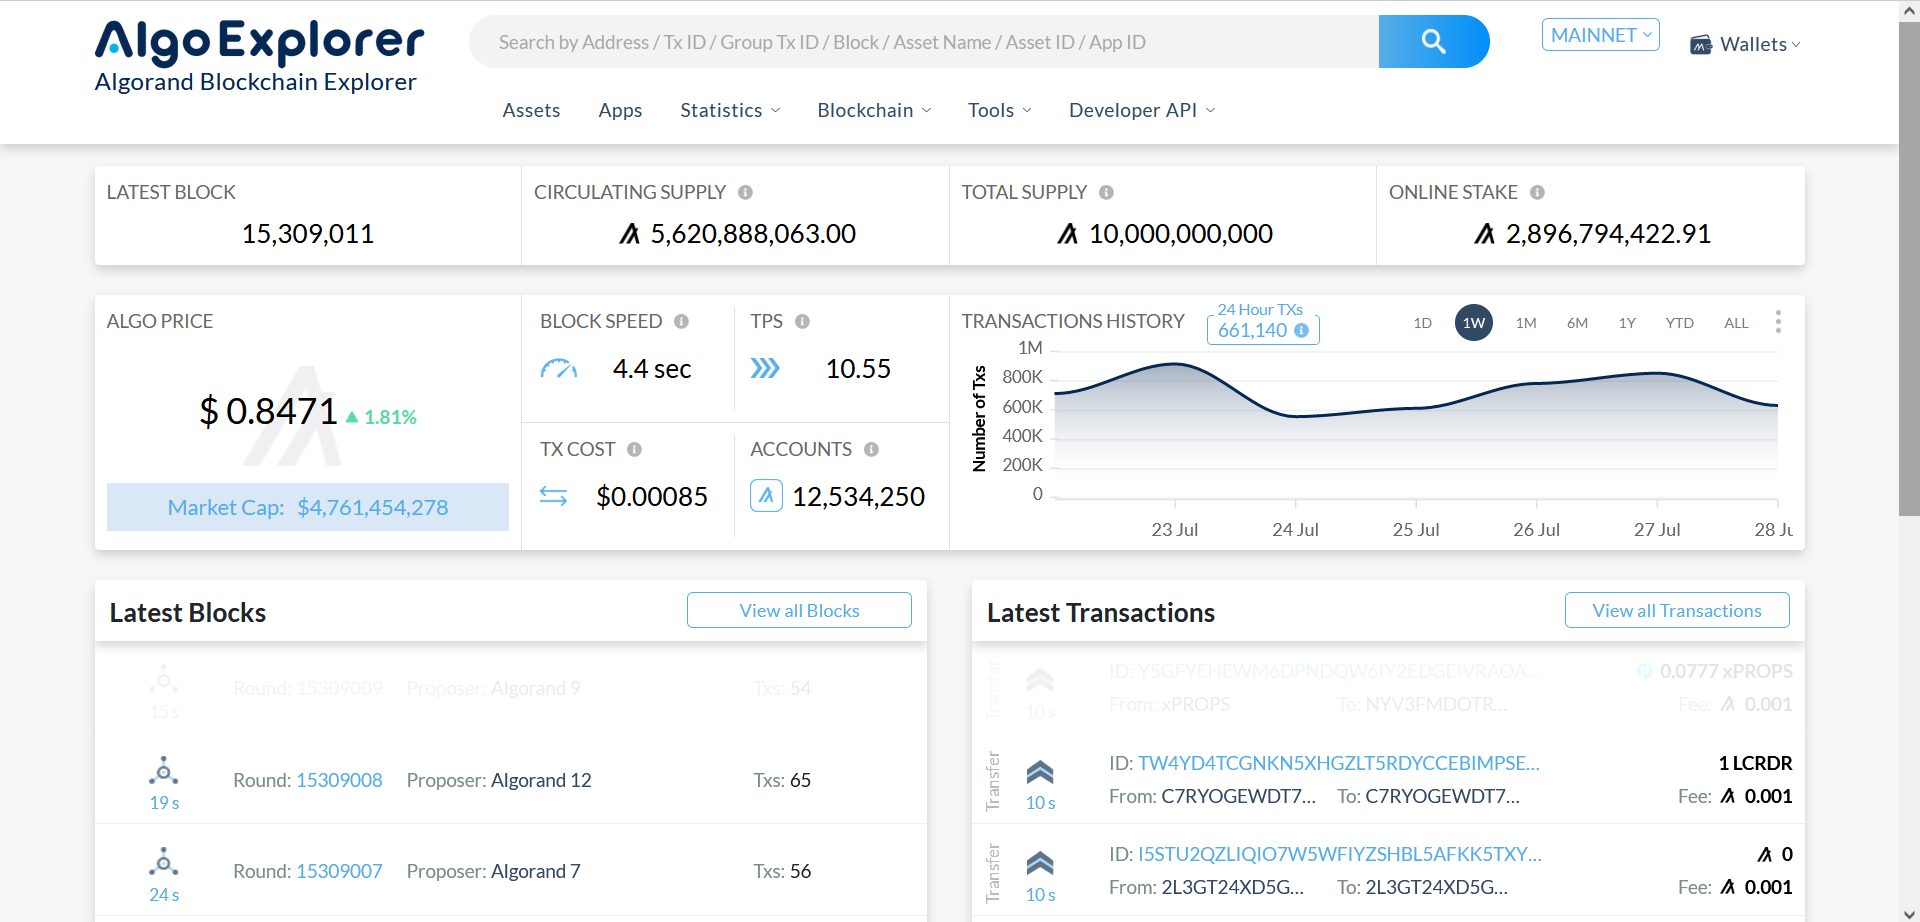 AlgoExplorer
Algorand Blockchain Explorer
Search by Address / Tx ID / Group Tx ID / Block / Asset Name / Asset ID / App ID
MAINNET
Wallets
Assets Apps Statistics Blockchain Tools Developer API
LATEST BLOCK
15,309,011
CIRCULATING SUPPLY
5,620,888,063.00
TOTAL SUPPLY
10,000,000,000
ONLINE STAKE
2,896,794,422.91
ALGO PRICE
$ 0.8471 1.81%
Market Cap: $4,761,454,278
BLOCK SPEED
4.4 sec
TPS
10.55
TX COST
$0.00085
ACCOUNTS
12,534,250
TRANSACTIONS HISTORY
24 Hour TXs
661,140
1D 1W 1M 6M 1Y YTD ALL
Number of Txs
1M
800K
600K
400K
200K
0
23 Jul 24 Jul 25 Jul 26 Jul 27 Jul 28 Ju
Latest Blocks
View all Blocks
Round: 15309009 Proposer: Algorand 9 Txs: 54
15 s
Round: 15309008 Proposer: Algorand 12 Txs: 65
19 s
Round: 15309007 Proposer: Algorand 7 Txs: 56
24 s
Latest Transactions
View all Transactions
Transfer
10 s
ID: Y5GFYEHEWM6DPNDQW6IY2EDGEIVRAOA... 0.0777 xPROPS
From: xPROPS To: NYV3FMDOTR... Fee: 0.001
Transfer
10 s
ID: TW4YD4TCGNKN5XHGZLT5RDYCCEBIMPSE... 1 LCRDR
From: C7RYOGEWDT7... To: C7RYOGEWDT7... Fee: 0.001
Transfer
10 s
ID: I5STU2QZLIQIO7W5WFIYZSHBL5AFKK5TXY... 0
From: 2L3GT24XD5G... To: 2L3GT24XD5G... Fee: 0.001